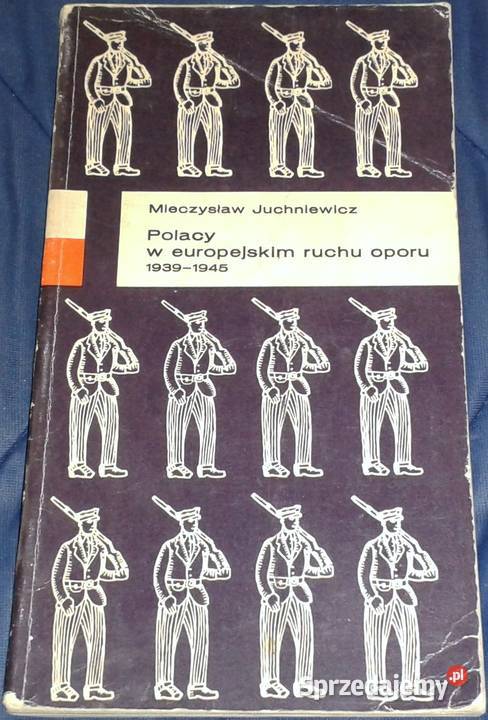 Mieczysław Juchniewicz
Polacy
w europejskim ruchu oporu
1939-1945
sprzedajemy.pl